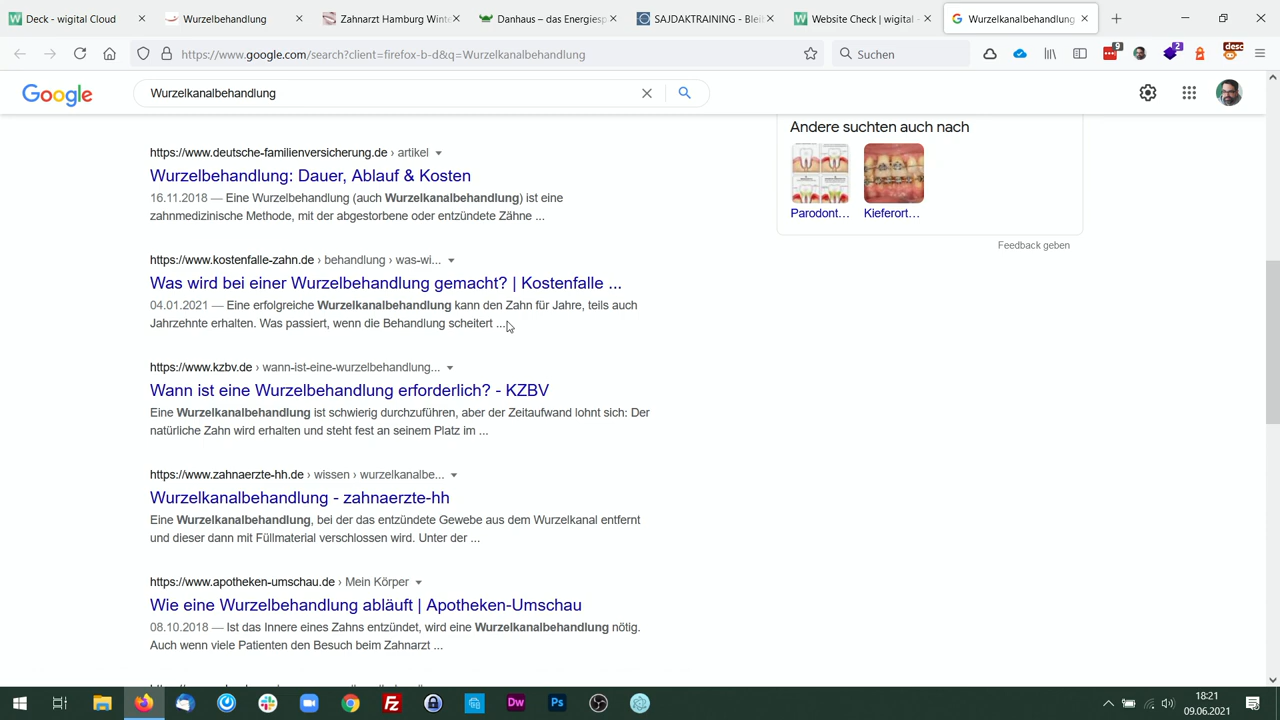 Deck - wigital Cloud
Wurzelbehandlung
Zahnarzt Hamburg Winte
Danhaus – das Energiesp
SAJDAKTRAINING - Blei
Website Check | wigital -
Wurzelkanalbehandlung
https://www.google.com/search?client=firefox-b-d&q=Wurzelkanalbehandlung
Suchen
9
2
desc
Google
Wurzelkanalbehandlung
https://www.deutsche-familienversicherung.de › artikel
Wurzelbehandlung: Dauer, Ablauf & Kosten
16.11.2018 — Eine Wurzelbehandlung (auch Wurzelkanalbehandlung) ist eine
zahnmedizinische Methode, mit der abgestorbene oder entzündete Zähne ...
https://www.kostenfalle-zahn.de › behandlung › was-wi...
Was wird bei einer Wurzelbehandlung gemacht? | Kostenfalle ...
04.01.2021 — Eine erfolgreiche Wurzelkanalbehandlung kann den Zahn für Jahre, teils auch
Jahrzehnte erhalten. Was passiert, wenn die Behandlung scheitert ...
https://www.kzbv.de › wann-ist-eine-wurzelbehandlung...
Wann ist eine Wurzelbehandlung erforderlich? - KZBV
Eine Wurzelkanalbehandlung ist schwierig durchzuführen, aber der Zeitaufwand lohnt sich: Der
natürliche Zahn wird erhalten und steht fest an seinem Platz im ...
https://www.zahnaerzte-hh.de › wissen › wurzelkanalbe...
Wurzelkanalbehandlung - zahnaerzte-hh
Eine Wurzelkanalbehandlung, bei der das entzündete Gewebe aus dem Wurzelkanal entfernt
und dieser dann mit Füllmaterial verschlossen wird. Unter der ...
https://www.apotheken-umschau.de › Mein Körper
Wie eine Wurzelbehandlung abläuft | Apotheken-Umschau
08.10.2018 — Ist das Innere eines Zahns entzündet, wird eine Wurzelkanalbehandlung nötig.
Auch wenn viele Patienten den Besuch beim Zahnarzt ...
Andere suchten auch nach
Parodont...
Kieferort...
Feedback geben
Dw
Ps
18:21
09.06.2021